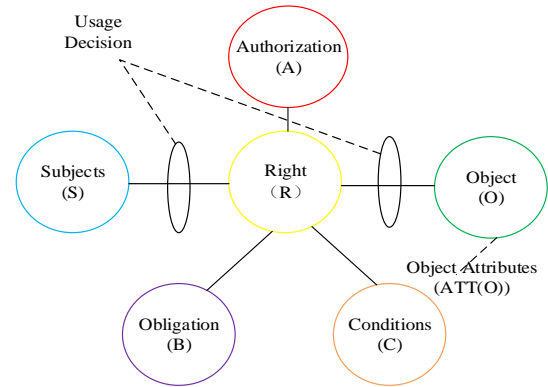 Usage
Decision
Authorization
(A)
Subjects
(S)
Right
（R）
Object
(O)
Object Attributes
(ATT(O))
Obligation
(B)
Conditions
(C)